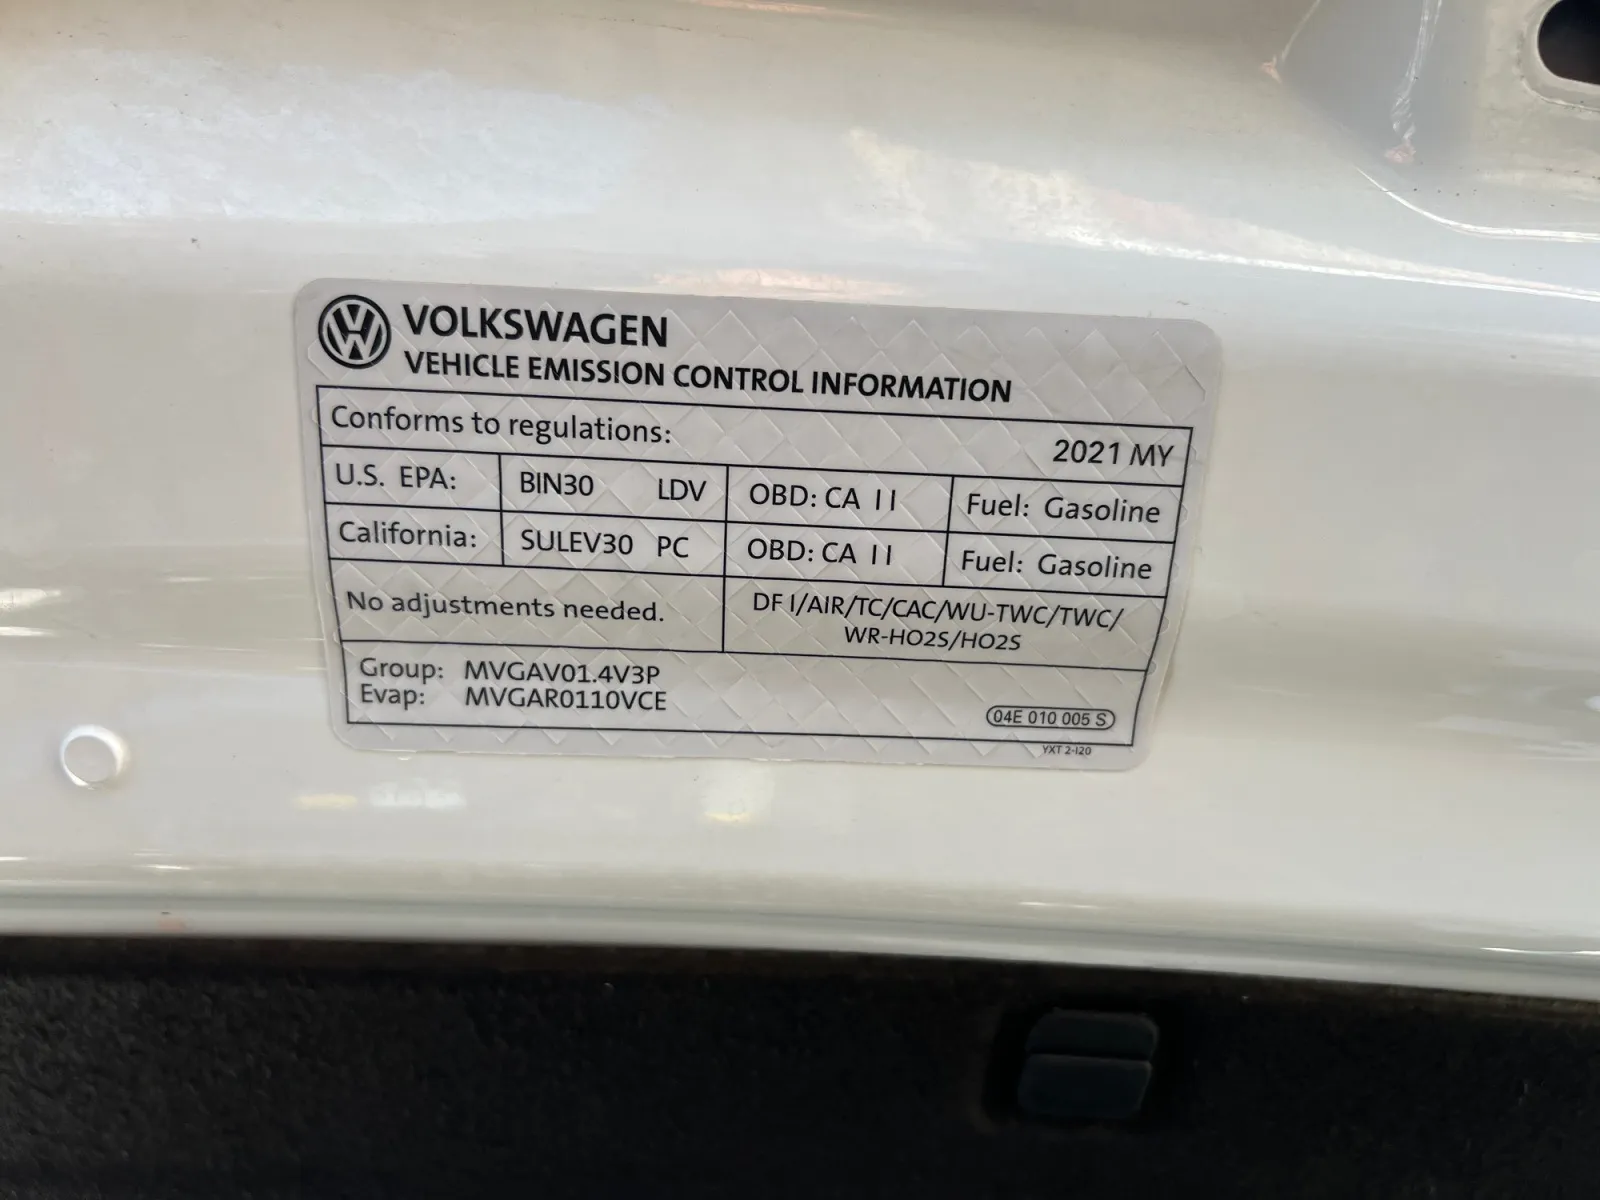 VOLKSWAGEN
VEHICLE EMISSION CONTROL INFORMATION
Conforms to regulations: 2021 MY
U.S. EPA: BIN30 LDV OBD: CA II Fuel: Gasoline
California: SULEV30 PC OBD: CA II Fuel: Gasoline
No adjustments needed. DFI/AIR/TC/CAC/WU-TWC/TWC/
WR-HO2S/HO2S
Group: MVGAV01.4V3P
Evap: MVGAR0110VCE
04E 010 005 S
YXT 2-I20